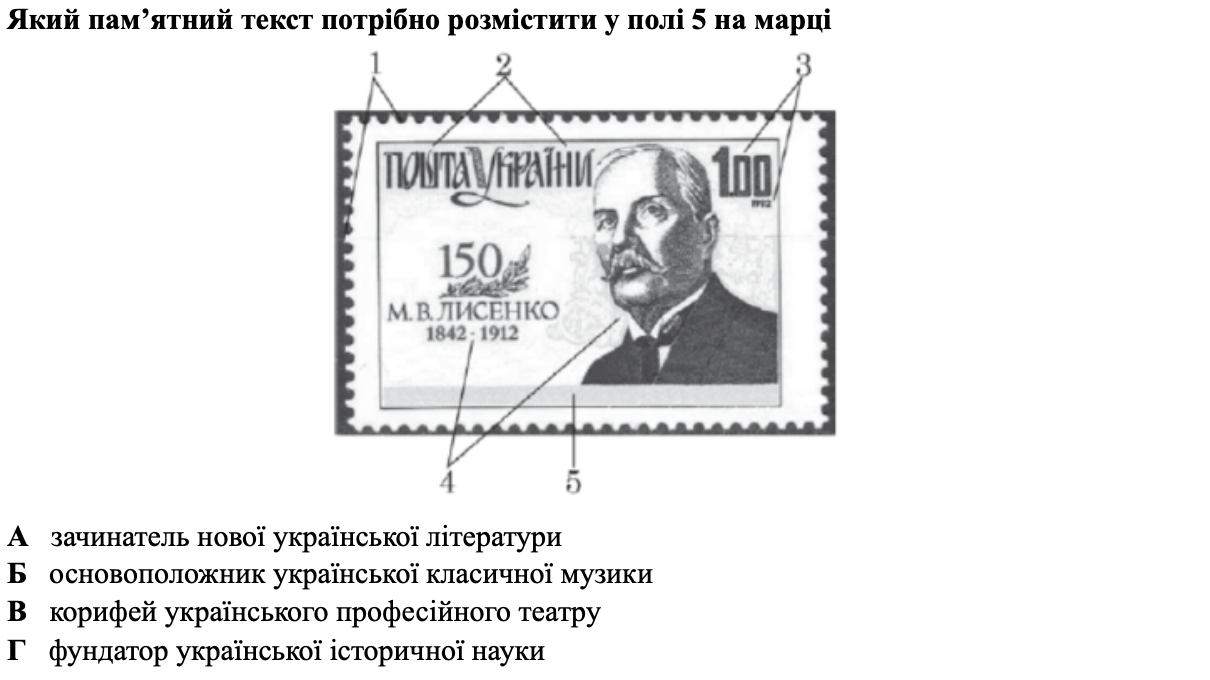 Який пам’ятний текст потрібно розмістити у полі 5 на марці
1 2 3
ПОШТА УКРАЇНИ 1.00
1992
150
М. В. ЛИСЕНКО
1842 - 1912
4 5
А зачинатель нової української літератури
Б основоположник української класичної музики
В корифей українського професійного театру
Г фундатор української історичної науки